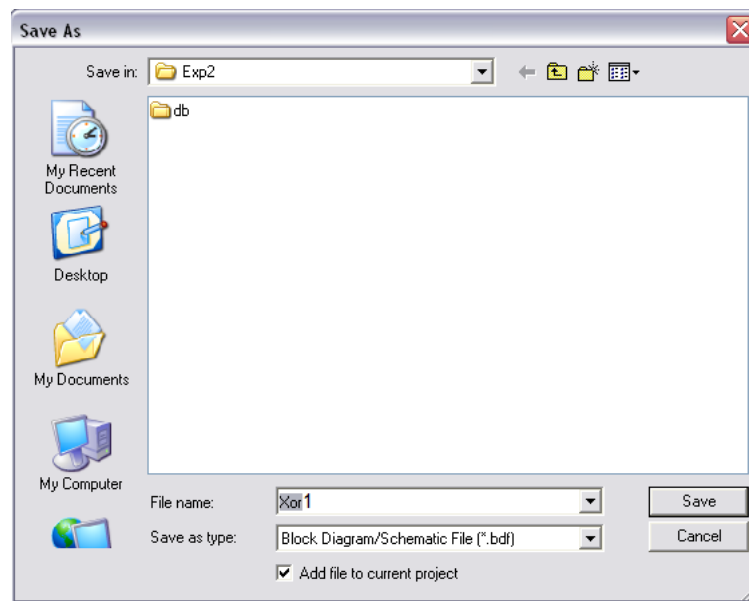 Save As
Save in:
Exp2
db
My Recent
Documents
Desktop
My Documents
My Computer
File name:
Xor1
Save
Save as type:
Block Diagram/Schematic File (*.bdf)
Cancel
Add file to current project